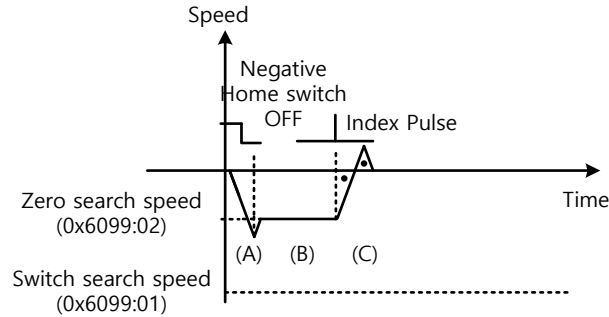 Speed
Negative
Home switch
OFF
Index Pulse
Zero search speed
(0x6099:02)
Time
(A)
(B)
(C)
Switch search speed
(0x6099:01)